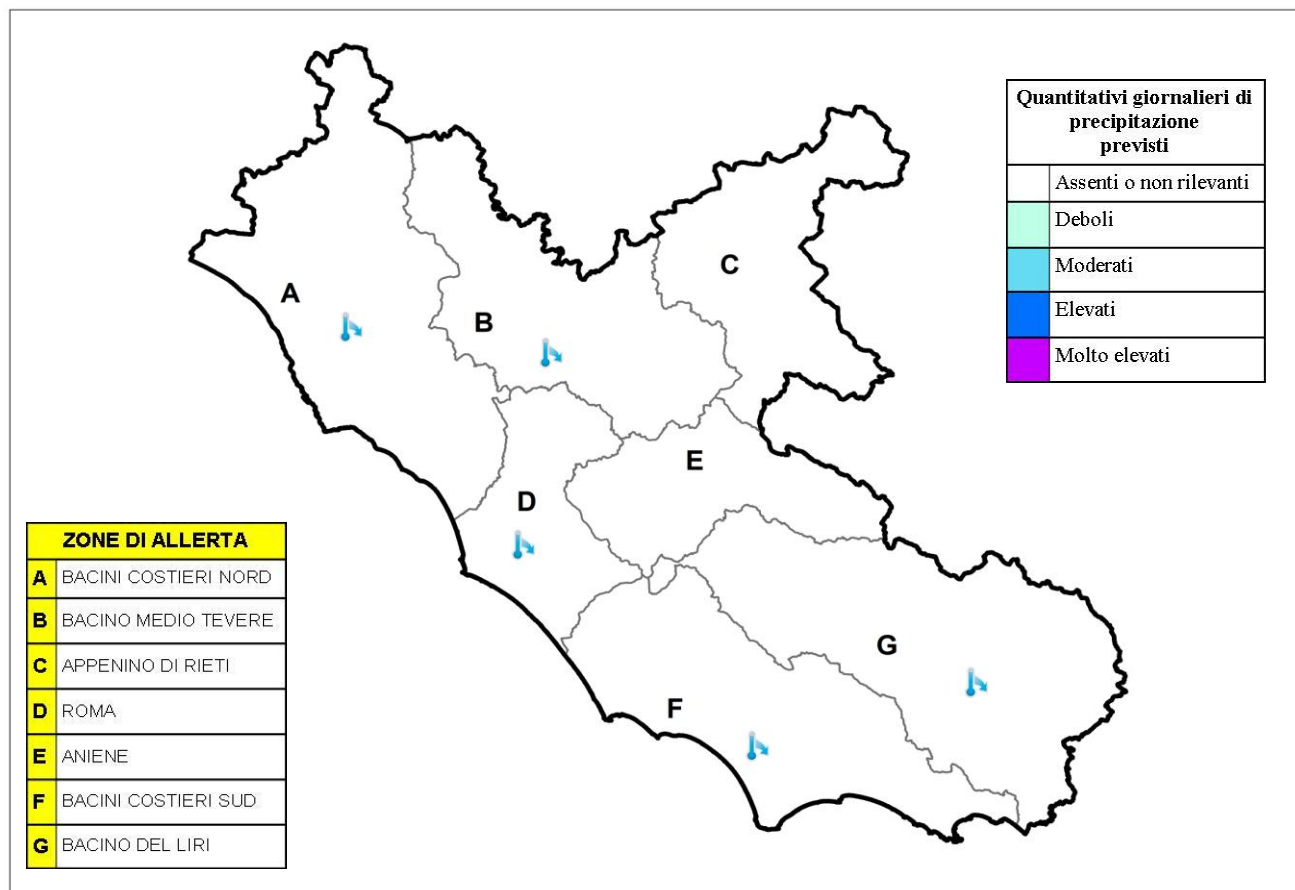 Quantitativi giornalieri di
precipitazione
previsti
Assenti o non rilevanti
Deboli
Moderati
Elevati
Molto elevati
A
B
C
D
E
F
G
ZONE DI ALLERTA
A BACINI COSTIERI NORD
B BACINO MEDIO TEVERE
C APPENINO DI RIETI
D ROMA
E ANIENE
F BACINI COSTIERI SUD
G BACINO DEL LIRI